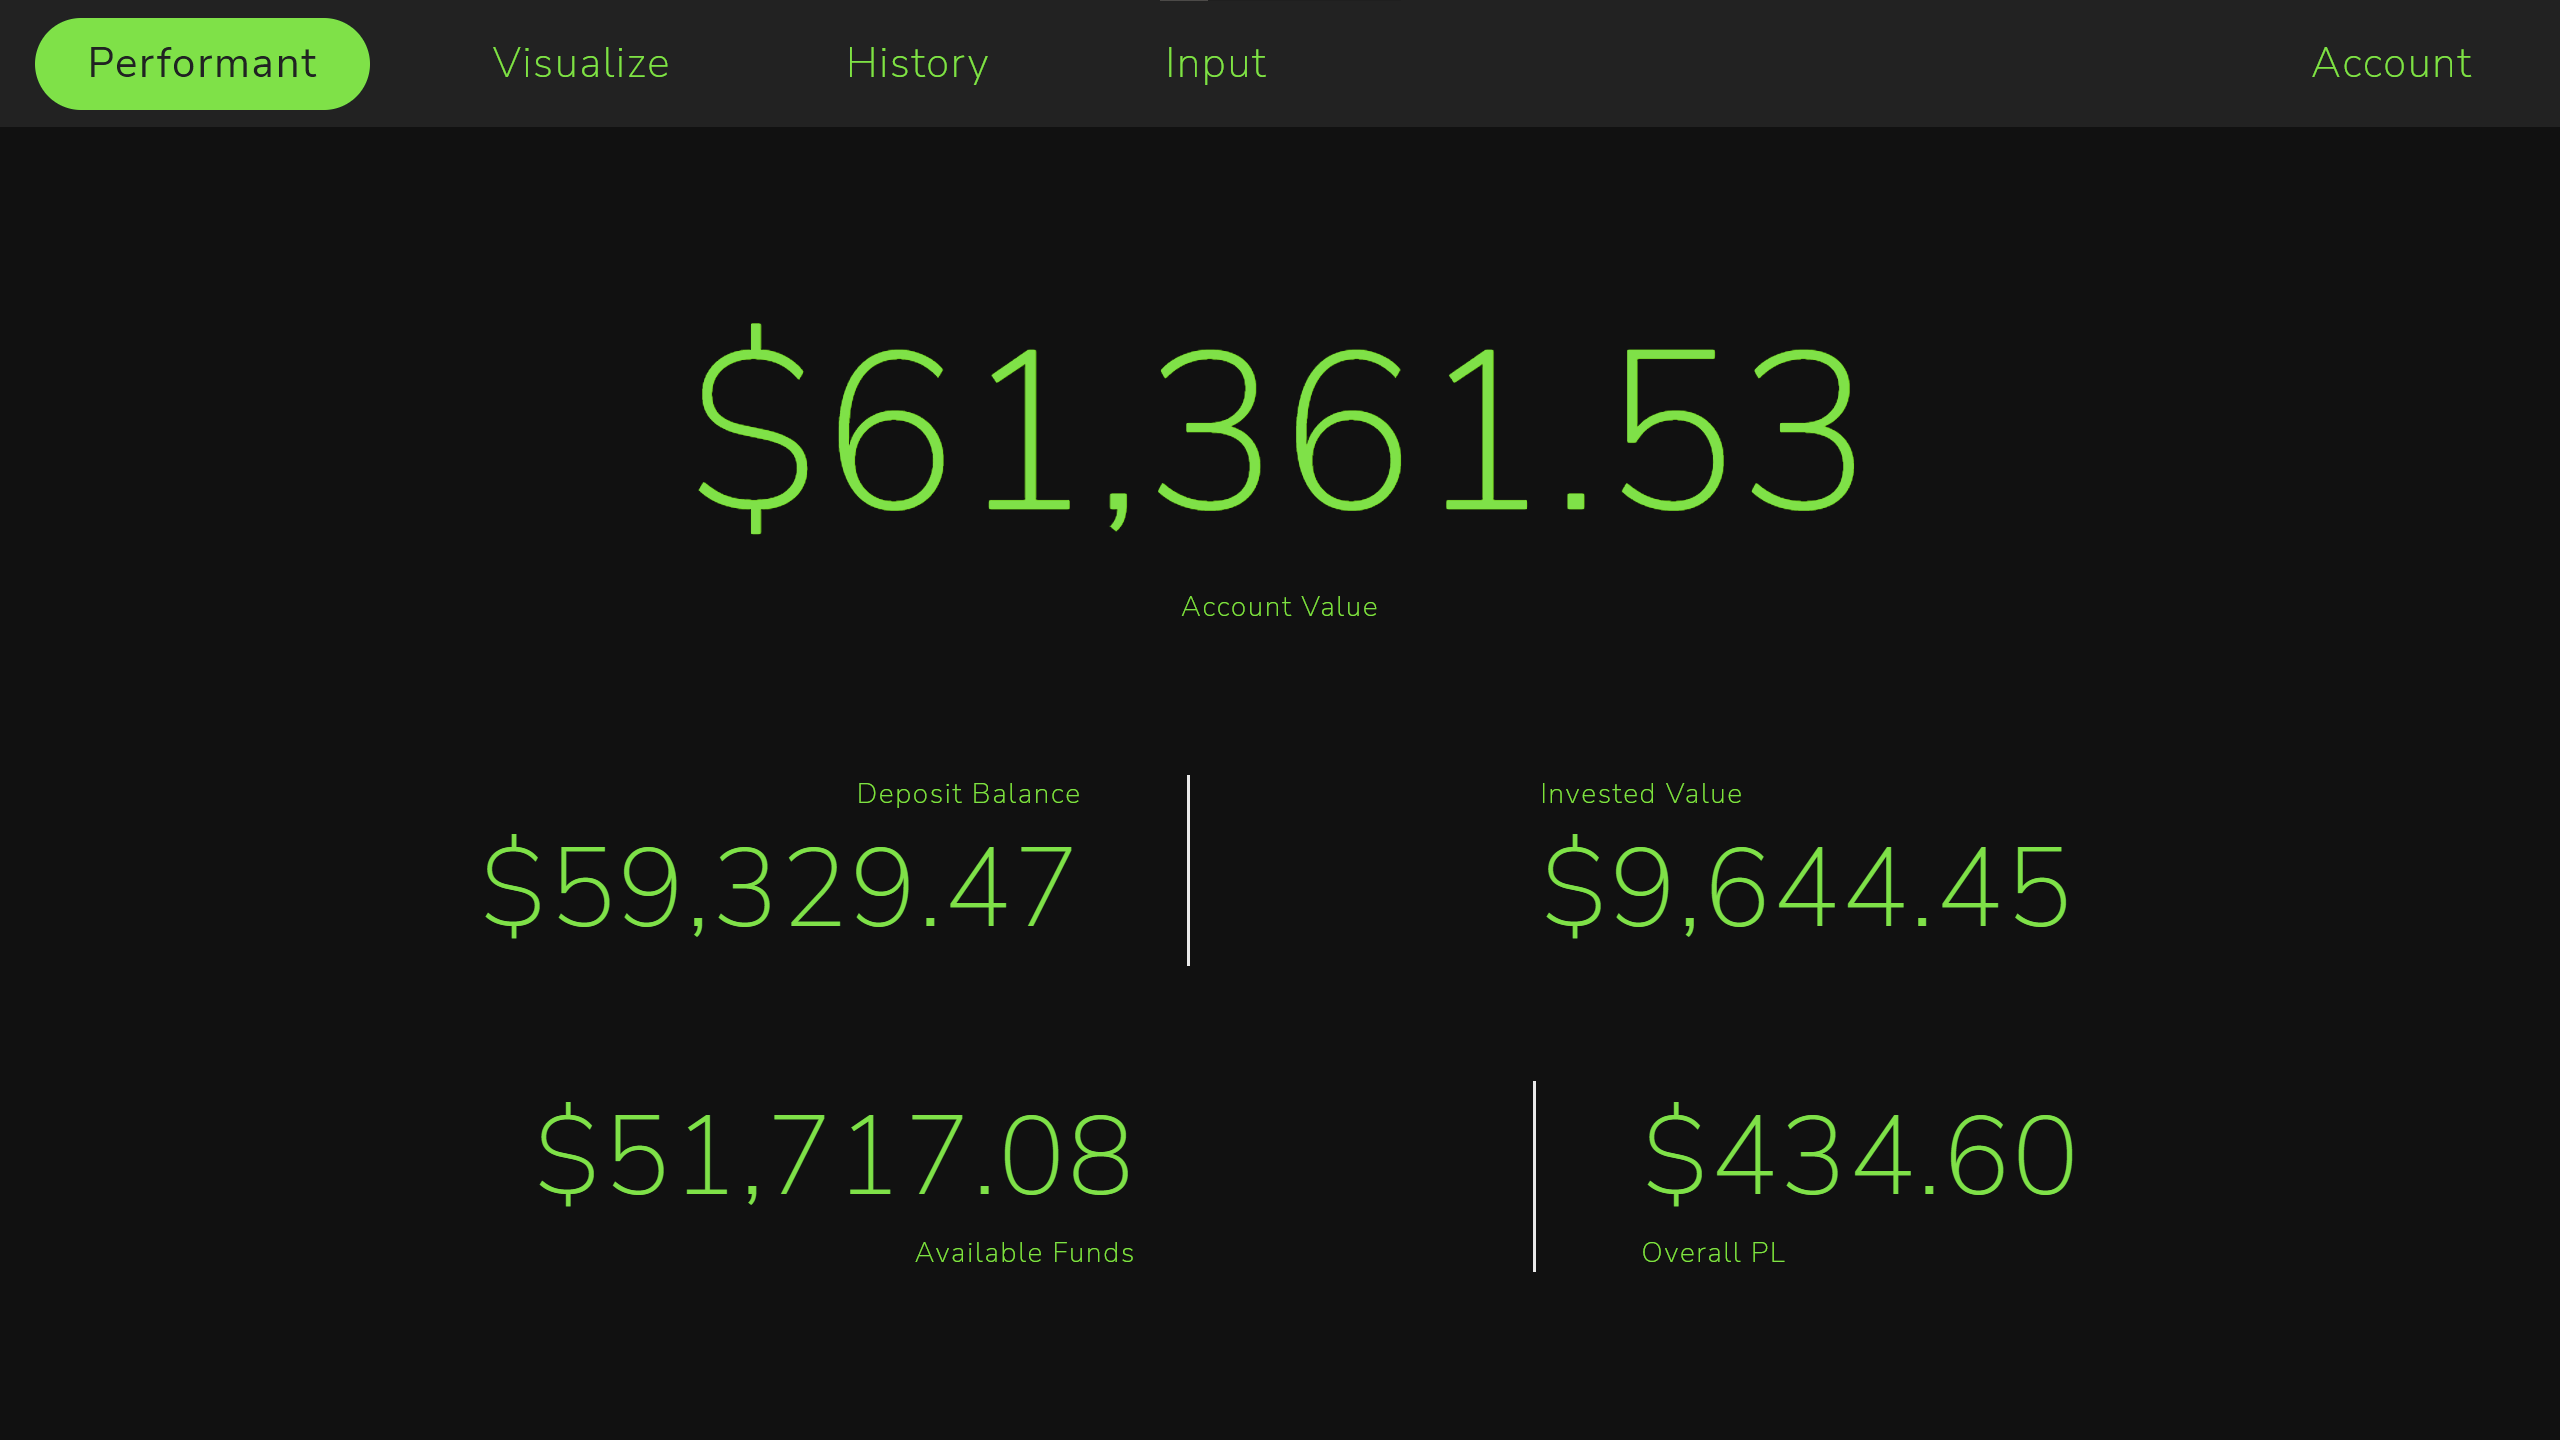 Performant Visualize History Input Account
$61,361.53
Account Value
Deposit Balance Invested Value
$59,329.47 $9,644.45
$51,717.08 $434.60
Available Funds Overall PL